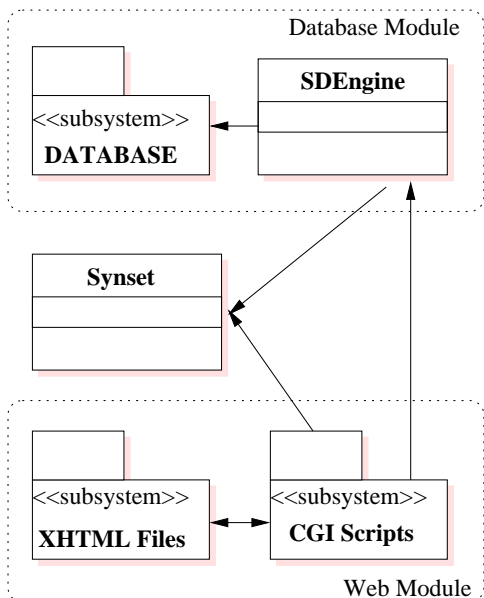 Database Module
SDEngine
<<subsystem>>
DATABASE
Synset
<<subsystem>>
XHTML Files
<<subsystem>>
CGI Scripts
Web Module